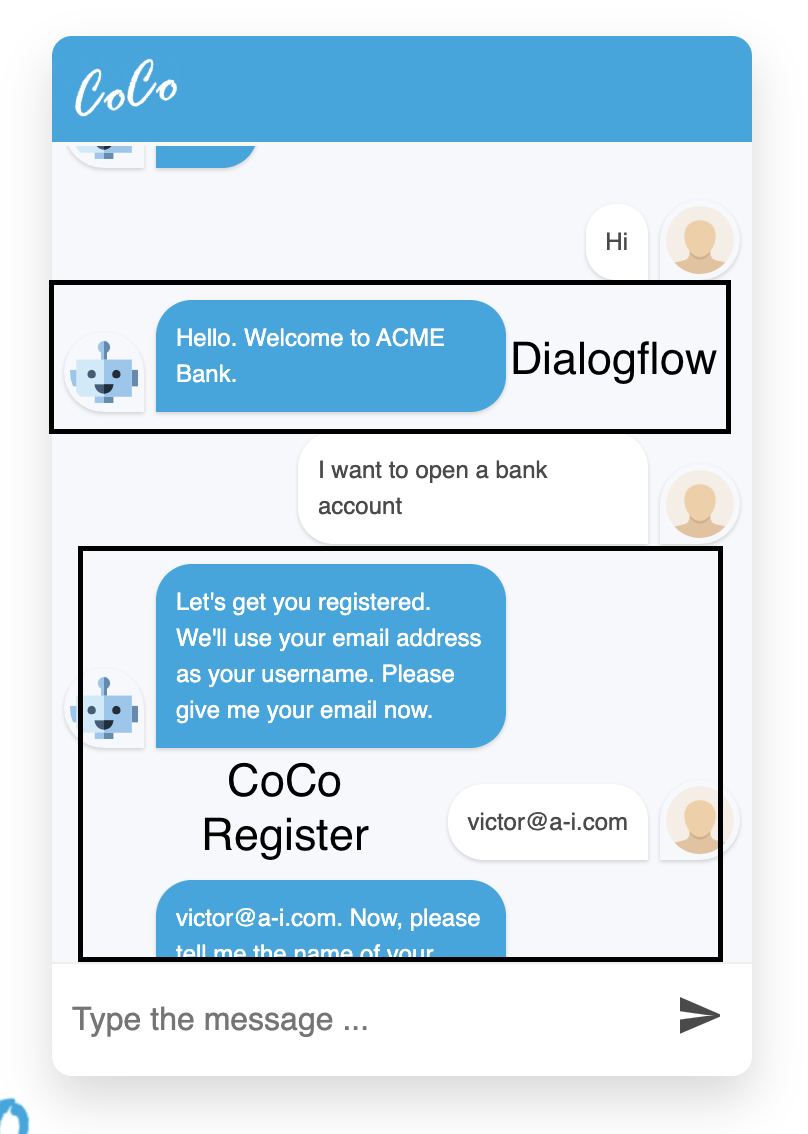 CoCo
Hi
Hello. Welcome to ACME
Bank.
Dialogflow
I want to open a bank
account
Let's get you registered.
We'll use your email address
as your username. Please
give me your email now.
CoCo
Register
victor@a-i.com
victor@a-i.com. Now, please
tell me the name of your
Type the message ...